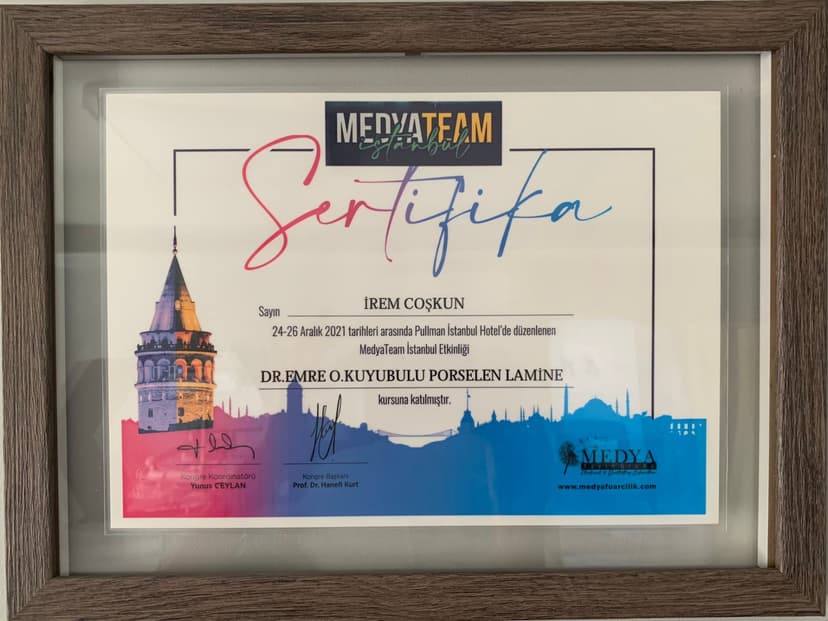 MEDYATEAM
istanbul
Sertifika
Sayın İREM COŞKUN
24-26 Aralık 2021 tarihleri arasında Pullman İstanbul Hotel'de düzenlenen
MedyaTeam İstanbul Etkinliği
DR.EMRE O.KUYUBULU PORSELEN LAMİNE
kursuna katılmıştır.
Kongre Koordinatörü
Yunus CEYLAN
Kongre Başkanı
Prof. Dr. Hanefi Kurt
MEDYA
www.medyafuarcilik.com